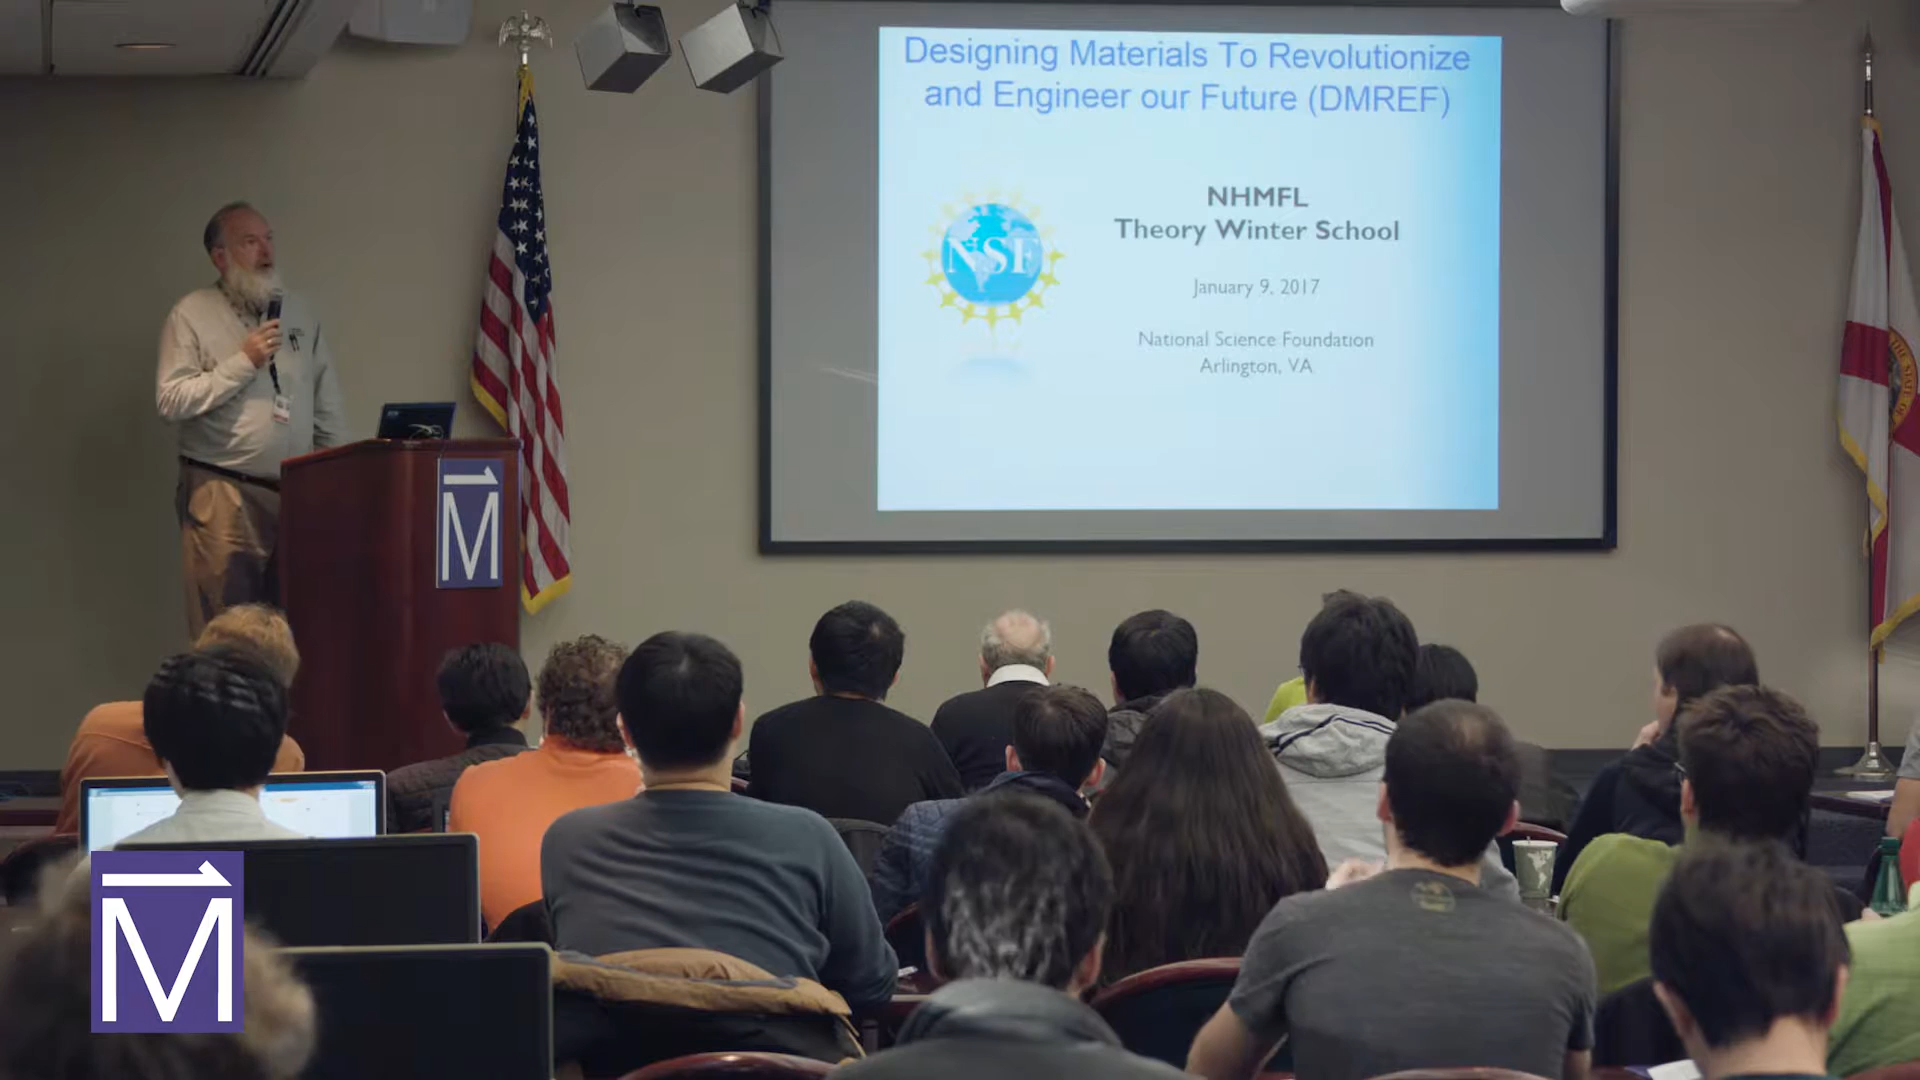 Designing Materials To Revolutionize
and Engineer our Future (DMREF)
NHMFL
Theory Winter School
NSF
January 9, 2017
National Science Foundation
Arlington, VA
M
M